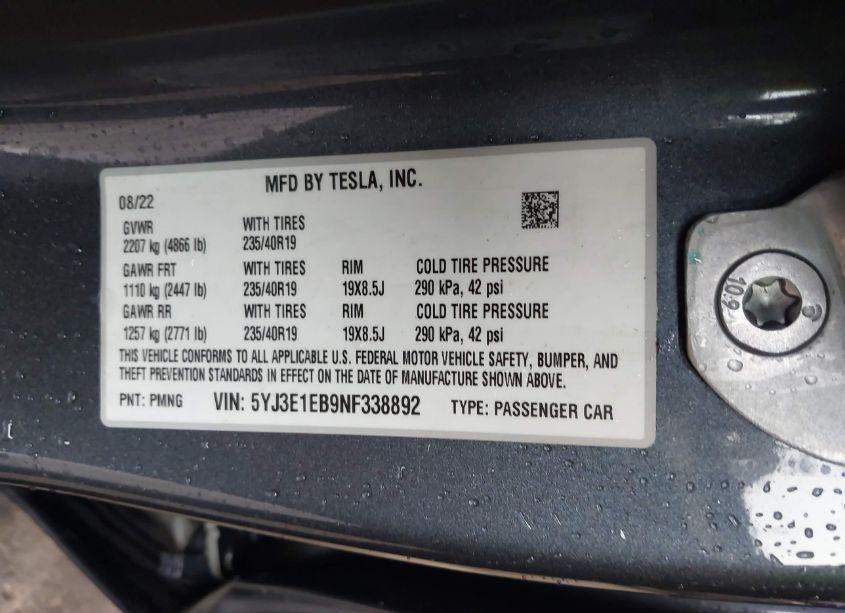 MFD BY TESLA, INC.
08/22
GVWR WITH TIRES
2207 kg (4866 lb) 235/40R19
GAWR FRT WITH TIRES RIM COLD TIRE PRESSURE
1110 kg (2447 lb) 235/40R19 19X8.5J 290 kPa, 42 psi
GAWR RR WITH TIRES RIM COLD TIRE PRESSURE
1257 kg (2771 lb) 235/40R19 19X8.5J 290 kPa, 42 psi
THIS VEHICLE CONFORMS TO ALL APPLICABLE U.S. FEDERAL MOTOR VEHICLE SAFETY, BUMPER, AND
THEFT PREVENTION STANDARDS IN EFFECT ON THE DATE OF MANUFACTURE SHOWN ABOVE.
PNT: PMNG VIN: 5YJ3E1EB9NF338892 TYPE: PASSENGER CAR
10.9